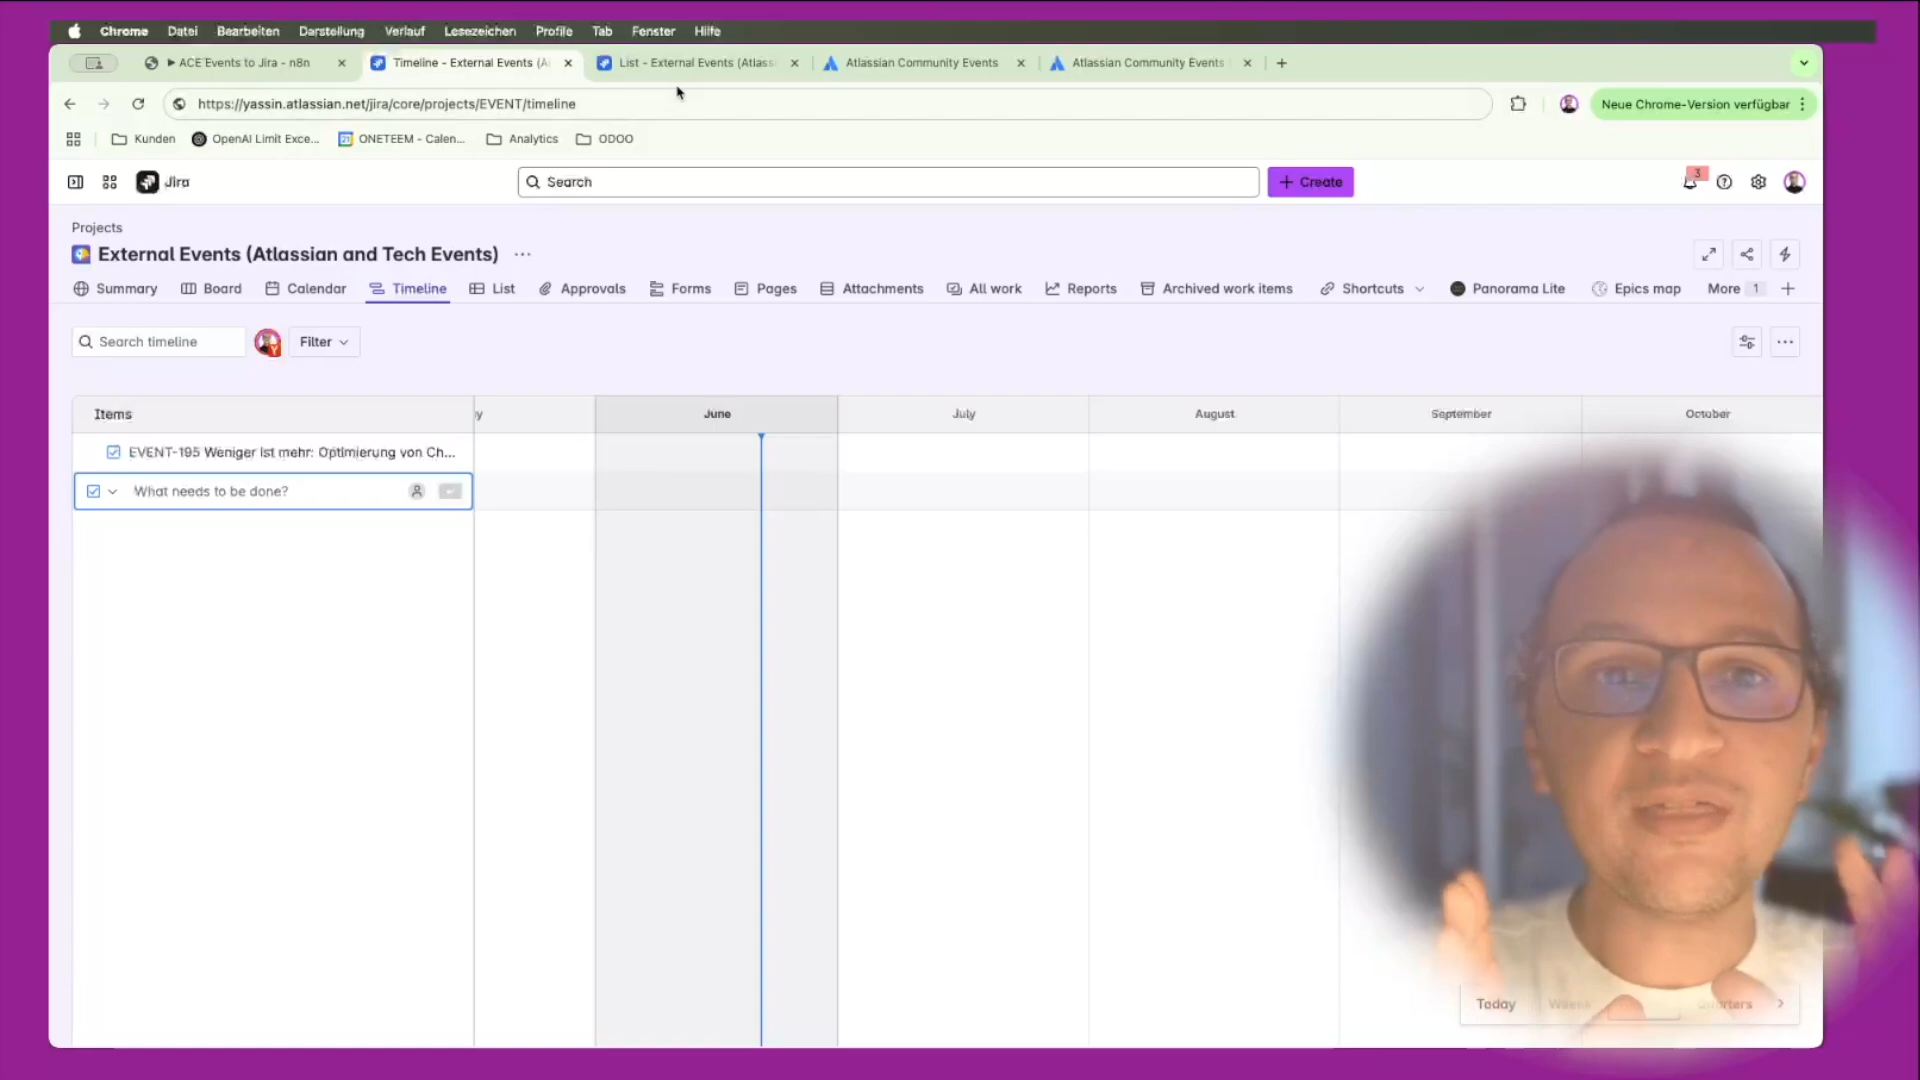 Chrome Datei Bearbeiten Darstellung Verlauf Lesezeichen Profile Tab Fenster Hilfe
ACE Events to Jira - n8n
Timeline - External Events (A
List - External Events (Atlass
Atlassian Community Events
Atlassian Community Events
https://yassin.atlassian.net/jira/core/projects/EVENT/timeline
Neue Chrome-Version verfügbar
Kunden OpenAI Limit Exce... ONETEEM - Calen... Analytics ODOO
Jira
Search
Create
3
Projects
External Events (Atlassian and Tech Events)
Summary Board Calendar Timeline List Approvals Forms Pages Attachments All work Reports Archived work items Shortcuts Panorama Lite Epics map More 1
Search timeline
Y
Filter
Items y June July August September October
EVENT-195 Weniger ist mehr: Optimierung von Ch...
What needs to be done?
Today